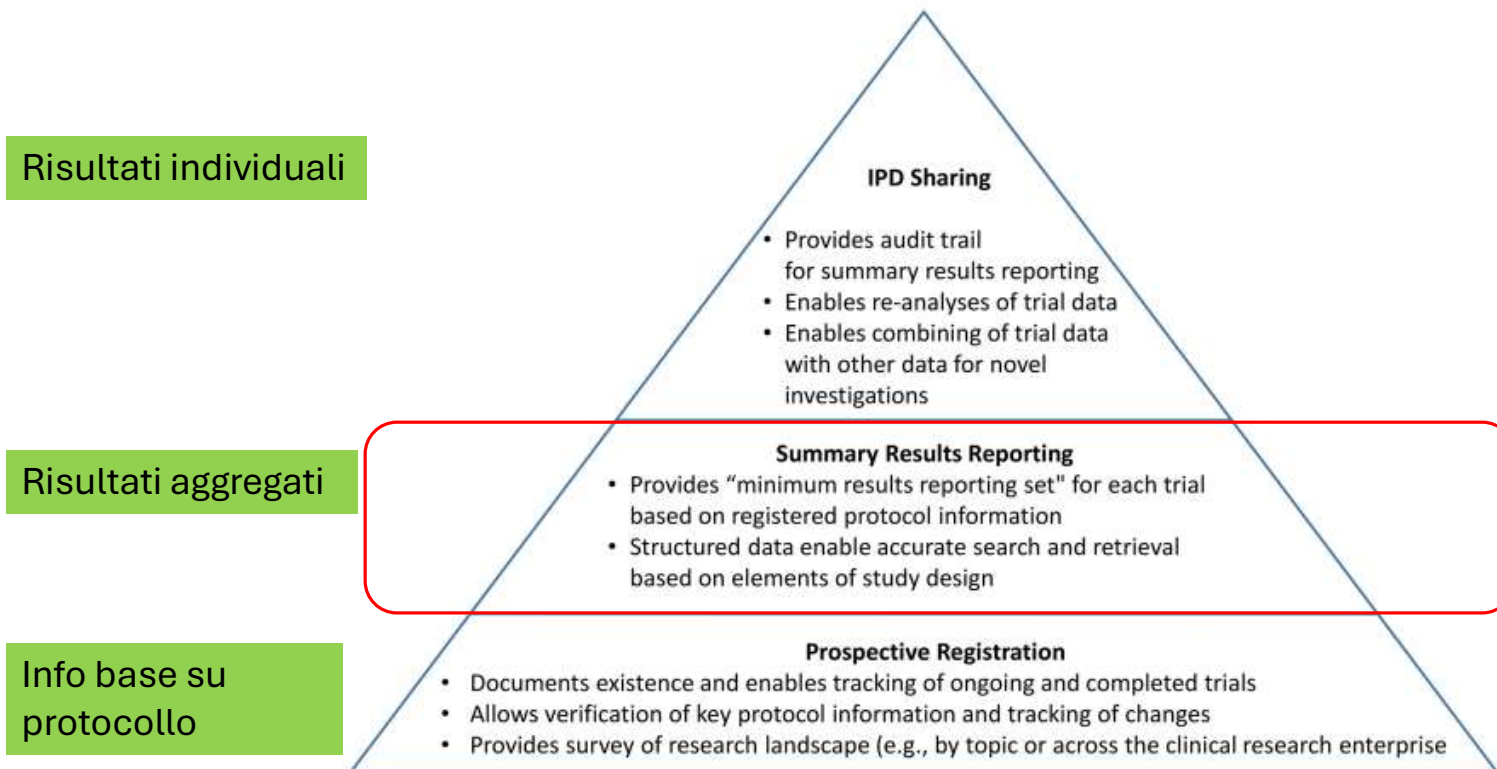 Risultati individuali
IPD Sharing
• Provides audit trail
for summary results reporting
• Enables re-analyses of trial data
• Enables combining of trial data
with other data for novel
investigations
Risultati aggregati
Summary Results Reporting
• Provides “minimum results reporting set" for each trial
based on registered protocol information
• Structured data enable accurate search and retrieval
based on elements of study design
Info base su
protocollo
Prospective Registration
• Documents existence and enables tracking of ongoing and completed trials
• Allows verification of key protocol information and tracking of changes
• Provides survey of research landscape (e.g., by topic or across the clinical research enterprise